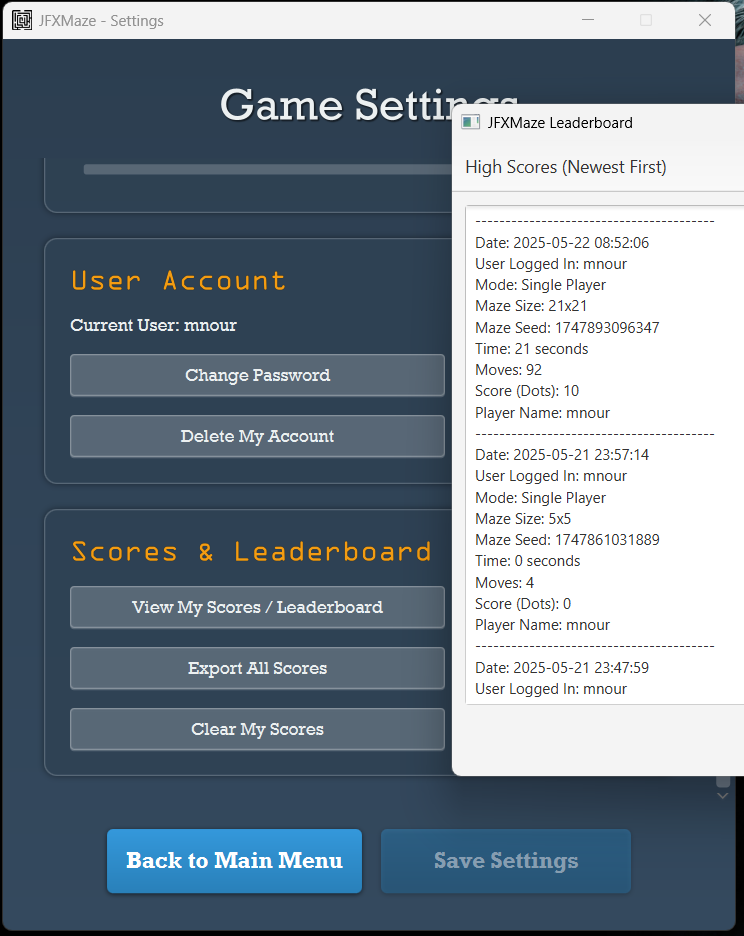 JFXMaze - Settings
Game Settings
User Account
Current User: mnour
Change Password
Delete My Account
Scores & Leaderboard
View My Scores / Leaderboard
Export All Scores
Clear My Scores
Back to Main Menu
Save Settings
JFXMaze Leaderboard
High Scores (Newest First)
----------------------------------------
Date: 2025-05-22 08:52:06
User Logged In: mnour
Mode: Single Player
Maze Size: 21x21
Maze Seed: 1747893096347
Time: 21 seconds
Moves: 92
Score (Dots): 10
Player Name: mnour
----------------------------------------
Date: 2025-05-21 23:57:14
User Logged In: mnour
Mode: Single Player
Maze Size: 5x5
Maze Seed: 1747861031889
Time: 0 seconds
Moves: 4
Score (Dots): 0
Player Name: mnour
----------------------------------------
Date: 2025-05-21 23:47:59
User Logged In: mnour